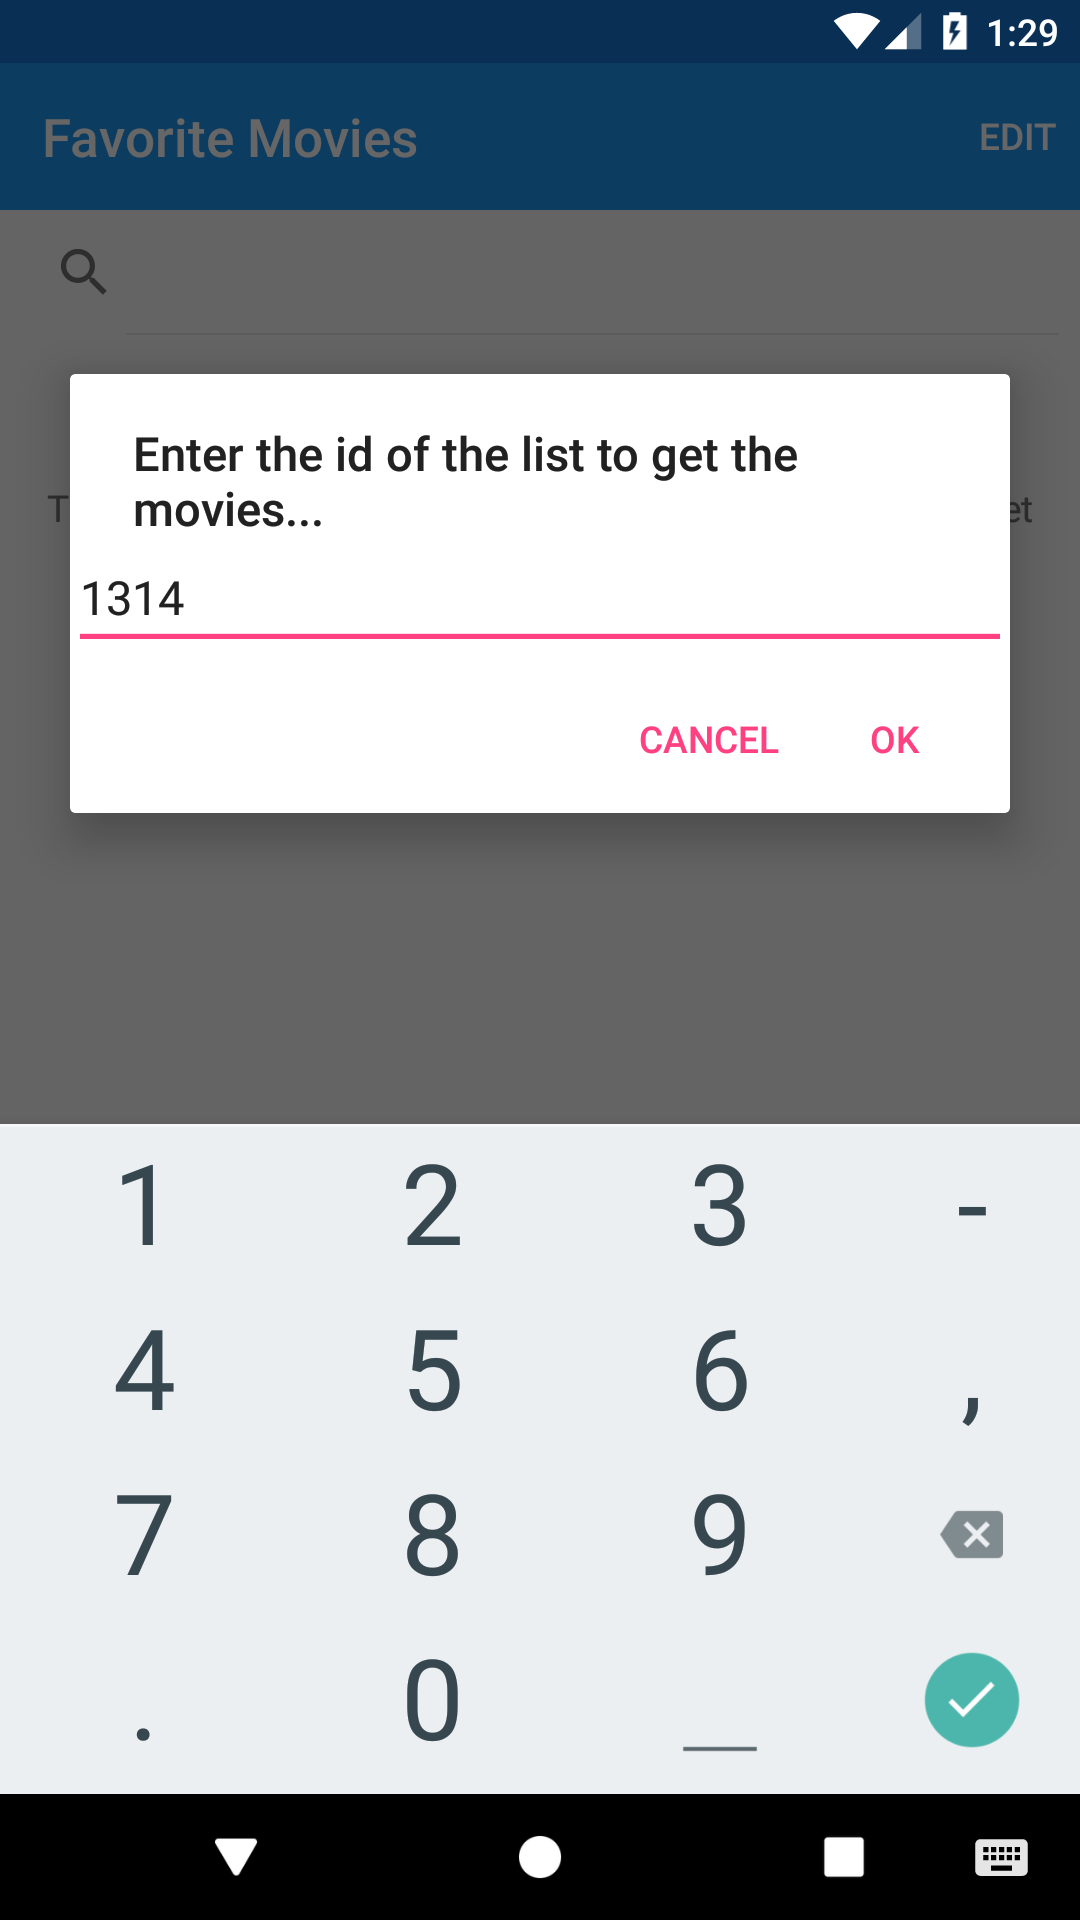 1:29
Favorite Movies
EDIT
Enter the id of the list to get the
movies...
T
et
1314
CANCEL
OK
1 2 3 -
4 5 6 ,
7 8 9
. 0 _